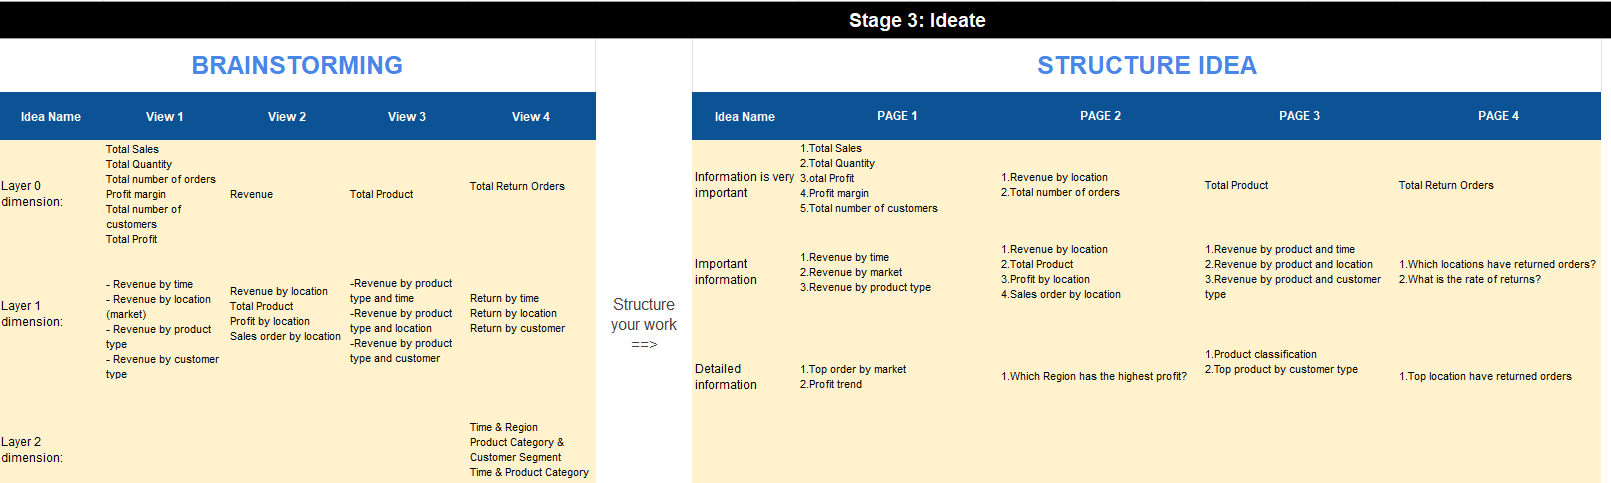 Stage 3: Ideate
BRAINSTORMING
Idea Name
View 1
View 2
View 3
View 4
Layer 0
dimension:
Total Sales
Total Quantity
Total number of orders
Profit margin
Total number of
customers
Total Profit
Revenue
Total Product
Total Return Orders
Layer 1
dimension:
- Revenue by time
- Revenue by location
(market)
- Revenue by product
type
- Revenue by customer
type
Revenue by location
Total Product
Profit by location
Sales order by location
-Revenue by product
type and time
-Revenue by product
type and location
-Revenue by product
type and customer
Return by time
Return by location
Return by customer
Layer 2
dimension:
Time & Region
Product Category &
Customer Segment
Time & Product Category
Structure
your work
==>
STRUCTURE IDEA
Idea Name
PAGE 1
PAGE 2
PAGE 3
PAGE 4
Information is very
important
1.Total Sales
2.Total Quantity
3.otal Profit
4.Profit margin
5.Total number of customers
1.Revenue by location
2.Total number of orders
Total Product
Total Return Orders
Important
information
1.Revenue by time
2.Revenue by market
3.Revenue by product type
1.Revenue by location
2.Total Product
3.Profit by location
4.Sales order by location
1.Revenue by product and time
2.Revenue by product and location
3.Revenue by product and customer
type
1.Which locations have returned orders?
2.What is the rate of returns?
Detailed
information
1.Top order by market
2.Profit trend
1.Which Region has the highest profit?
1.Product classification
2.Top product by customer type
1.Top location have returned orders